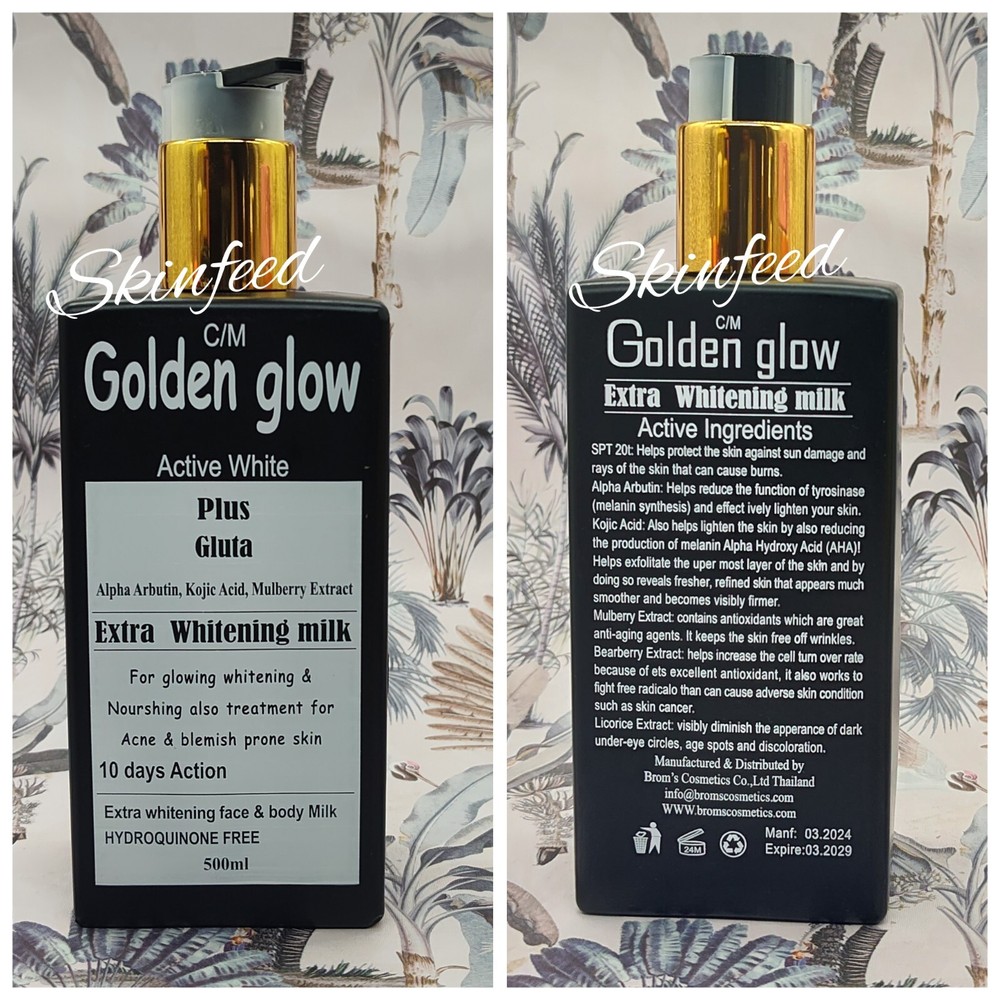 Skinfeed
C/M
Golden glow
Active White
Plus
Gluta
Alpha Arbutin, Kojic Acid, Mulberry Extract
Extra Whitening milk
For glowing whitening &
Nourshing also treatment for
Acne & blemish prone skin
10 days Action
Extra whitening face & body Milk
HYDROQUINONE FREE
500ml
Skinfeed
C/M
Golden glow
Extra Whitening milk
Active Ingredients
SPT 20t: Helps protect the skin against sun damage and
rays of the skin that can cause burns.
Alpha Arbutin: Helps reduce the function of tyrosinase
(melanin synthesis) and effect ively lighten your skin.
Kojic Acid: Also helps lighten the skin by also reducing
the production of melanin Alpha Hydroxy Acid (AHA)!
Helps exfolitate the uper most layer of the skin and by
doing so reveals fresher, refined skin that appears much
smoother and becomes visibly firmer.
Mulberry Extract: contains antioxidants which are great
anti-aging agents. It keeps the skin free off wrinkles.
Bearberry Extract: helps increase the cell turn over rate
because of ets excellent antioxidant, it also works to
fight free radicalo than can cause adverse skin condition
such as skin cancer.
Licorice Extract: visibly diminish the apperance of dark
under-eye circles, age spots and discoloration.
Manufactured & Distributed by
Brom's Cosmetics Co.,Ltd Thailand
info@bromscosmetics.com
WWW.bromscosmetics.com
24M
Manf: 03.2024
Expire:03.2029